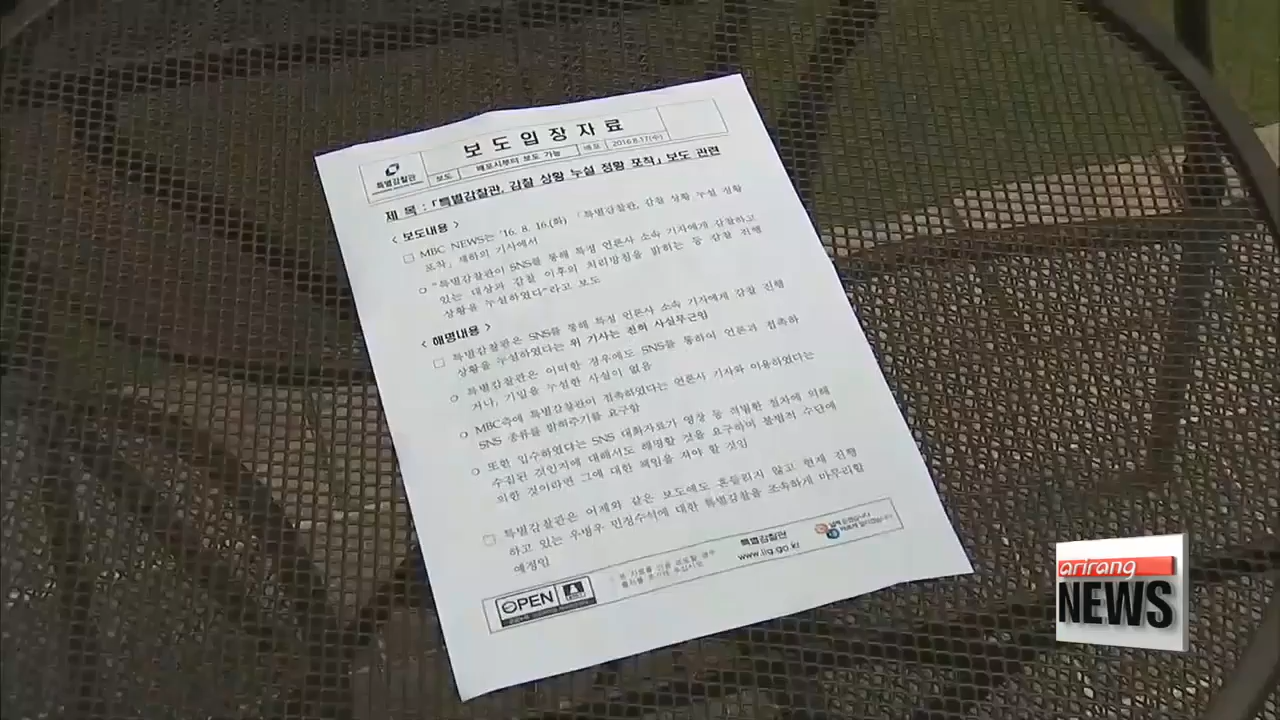 보도입장자료
특별감찰관
보도
배포시부터 보도 가능
배포
2016.8.17(수)
제 목 : 「특별감찰관, 감찰 상황 누설 정황 포착」 보도 관련
< 보도내용 >
□ MBC NEWS는 '16. 8. 16.(화) 「특별감찰관, 감찰 상황 누설 정황
포착」 제하의 기사에서
○ "특별감찰관이 SNS를 통해 특정 언론사 소속 기자에게 감찰하고
있는 대상과 감찰 이후의 처리방침을 밝히는 등 감찰 진행
상황을 누설하였다"라고 보도
< 해명내용 >
□ 특별감찰관은 SNS를 통해 특정 언론사 소속 기자에게 감찰 진행
상황을 누설하였다는 위 기사는 전혀 사실무근임
○ 특별감찰관은 어떠한 경우에도 SNS를 통하여 언론과 접촉하
거나, 기밀을 누설한 사실이 없음
○ MBC측에 특별감찰관이 접촉하였다는 언론사 기자와 이용하였다는
SNS 종류를 밝혀주기를 요구함
○ 또한 입수하였다는 SNS 대화자료가 영장 등 적법한 절차에 의해
수집된 것인지에 대해서도 해명할 것을 요구하며 불법적 수단에
의한 것이라면 그에 대한 책임을 져야 할 것임
□ 특별감찰관은 어제와 같은 보도에도 흔들리지 않고 현재 진행
하고 있는 우병우 민정수석에 대한 특별감찰을 조속하게 마무리할
예정임
OPEN
특별감찰관
www.iig.go.kr
arirang
NEWS